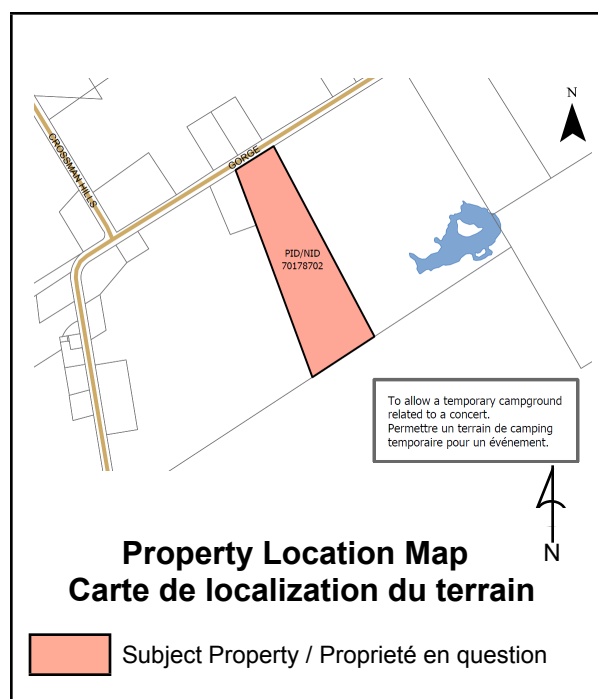 N
CROSSMAN HILLS
GORGE
PID/NID
70178702
To allow a temporary campground
related to a concert.
Permettre un terrain de camping
temporaire pour un événement.
N
Property Location Map
Carte de localization du terrain
Subject Property / Proprieté en question